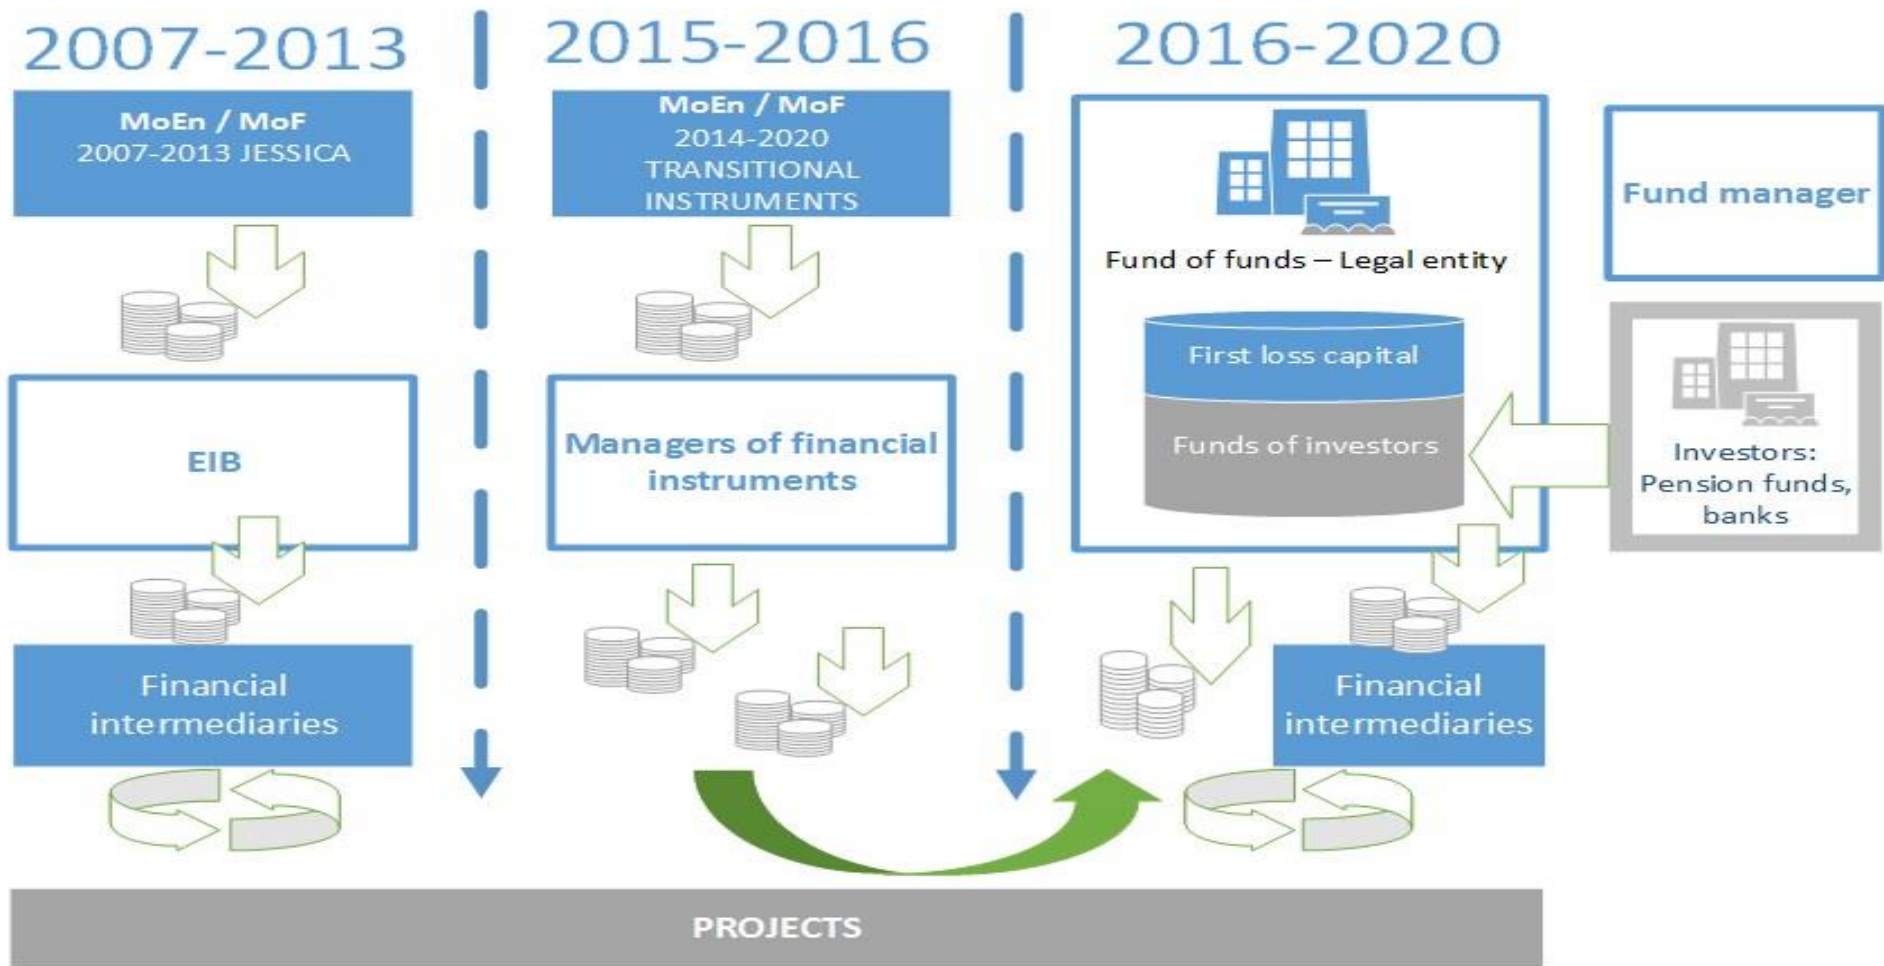 2007-2013
MoEn / MoF
2007-2013 JESSICA
EIB
Financial
intermediaries
2015-2016
MoEn / MoF
2014-2020
TRANSITIONAL
INSTRUMENTS
Managers of financial
instruments
2016-2020
Fund of funds – Legal entity
First loss capital
Funds of investors
Financial
intermediaries
Fund manager
Investors:
Pension funds,
banks
PROJECTS